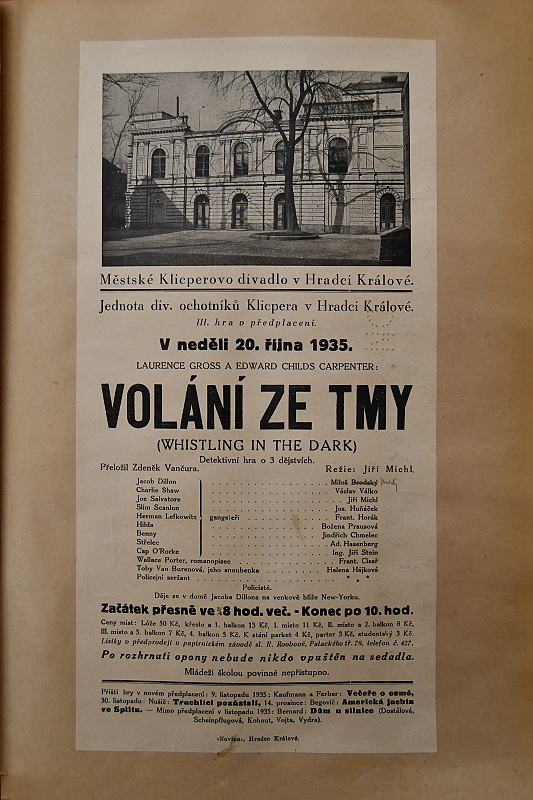 Městské Klicperovo divadlo v Hradci Králové.
Jednota div. ochotníků Klicpera v Hradci Králové.
III. hra v předplacení.
V neděli 20. října 1935.
LAURENCE GROSS A EDWARD CHILDS CARPENTER:
VOLÁNÍ ZE TMY
(WHISTLING IN THE DARK)
Detektivní hra o 3 dějstvích.
Přeložil Zdeněk Vančura. Režie: Jiří Michl.
Jacob Dillon . . . Miloš Brodský
Charlie Shaw . . . Václav Válko
Joe Salvatore . . . Jiří Michl
Slim Scanlon . . . Jos. Huňáček
Herman Lefkowitz gangsteři . . . Frant. Horák
Hilda . . . Božena Prausová
Benny . . . Jindřich Chmelec
Střelec . . . Ad. Hasenberg
Cap O'Rorke . . . Ing. Jiří Stein
Wallace Porter, romanopisec . . . Frant. Cisař
Toby Van Burenová, jeho snoubenka . . . Helena Hájková
Policejní seržant . . . * * *
Policisté.
Děje se v domě Jacoba Dillona na venkově blíže New-Yorku.
Začátek přesně ve ¾8 hod. več. - Konec po 10. hod.
Ceny míst: Lóže 50 Kč, křeslo a 1. balkon 13 Kč, I. místo 11 Kč, II. místo a 2. balkon 8 Kč,
III. místo a 3. balkon 7 Kč, 4. balkon 5 Kč, K stání parket 4 Kč, parter 3 Kč, studentský 3 Kč.
Lístky v předprodeji v papírnickém závodě sl. R. Roobové, Palackého tř. 78, telefon č. 427.
Po rozhrnutí opony nebude nikdo vpuštěn na sedadla.
Mládeži školou povinné nepřístupno.
Příští hry v novém předplacení: 9. listopadu 1935: Kaufmann a Ferber: Večeře o osmé,
30. listopadu: Nušič: Truchlící pozůstalí, 14. prosince: Begovič: Americká jachta
ve Splitu. — Mimo předplacení v listopadu 1935: Bernard: Dům u silnice (Dostálová,
Scheinpflugová, Kohout, Vojta, Vydra).
«Novina», Hradec Králové.